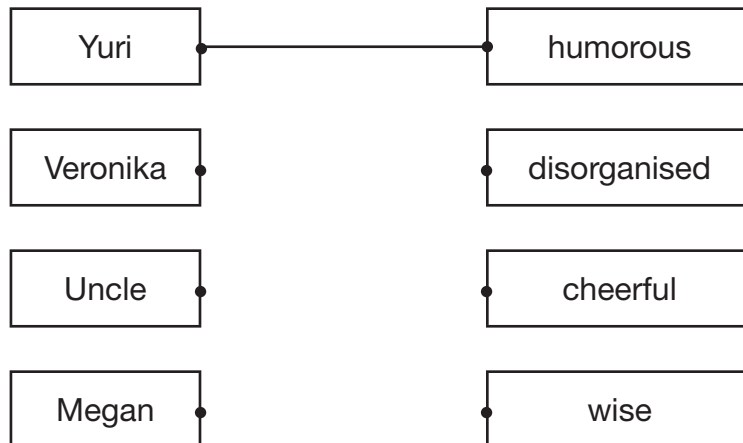 Yuri humorous
Veronika disorganised
Uncle cheerful
Megan wise